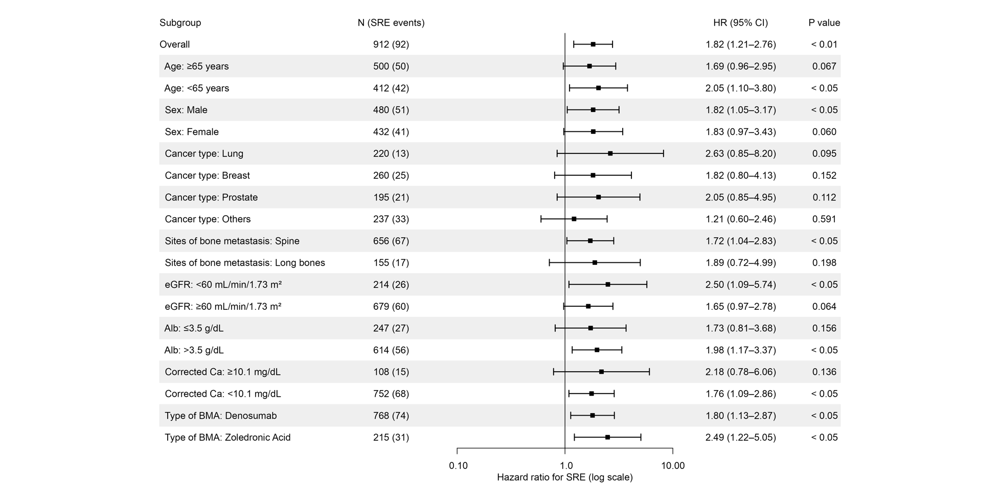 Subgroup N (SRE events) HR (95% CI) P value
Overall 912 (92) 1.82 (1.21–2.76) < 0.01
Age: ≥65 years 500 (50) 1.69 (0.96–2.95) 0.067
Age: <65 years 412 (42) 2.05 (1.10–3.80) < 0.05
Sex: Male 480 (51) 1.82 (1.05–3.17) < 0.05
Sex: Female 432 (41) 1.83 (0.97–3.43) 0.060
Cancer type: Lung 220 (13) 2.63 (0.85–8.20) 0.095
Cancer type: Breast 260 (25) 1.82 (0.80–4.13) 0.152
Cancer type: Prostate 195 (21) 2.05 (0.85–4.95) 0.112
Cancer type: Others 237 (33) 1.21 (0.60–2.46) 0.591
Sites of bone metastasis: Spine 656 (67) 1.72 (1.04–2.83) < 0.05
Sites of bone metastasis: Long bones 155 (17) 1.89 (0.72–4.99) 0.198
eGFR: <60 mL/min/1.73 m² 214 (26) 2.50 (1.09–5.74) < 0.05
eGFR: ≥60 mL/min/1.73 m² 679 (60) 1.65 (0.97–2.78) 0.064
Alb: ≤3.5 g/dL 247 (27) 1.73 (0.81–3.68) 0.156
Alb: >3.5 g/dL 614 (56) 1.98 (1.17–3.37) < 0.05
Corrected Ca: ≥10.1 mg/dL 108 (15) 2.18 (0.78–6.06) 0.136
Corrected Ca: <10.1 mg/dL 752 (68) 1.76 (1.09–2.86) < 0.05
Type of BMA: Denosumab 768 (74) 1.80 (1.13–2.87) < 0.05
Type of BMA: Zoledronic Acid 215 (31) 2.49 (1.22–5.05) < 0.05
0.10 1.0 10.00
Hazard ratio for SRE (log scale)